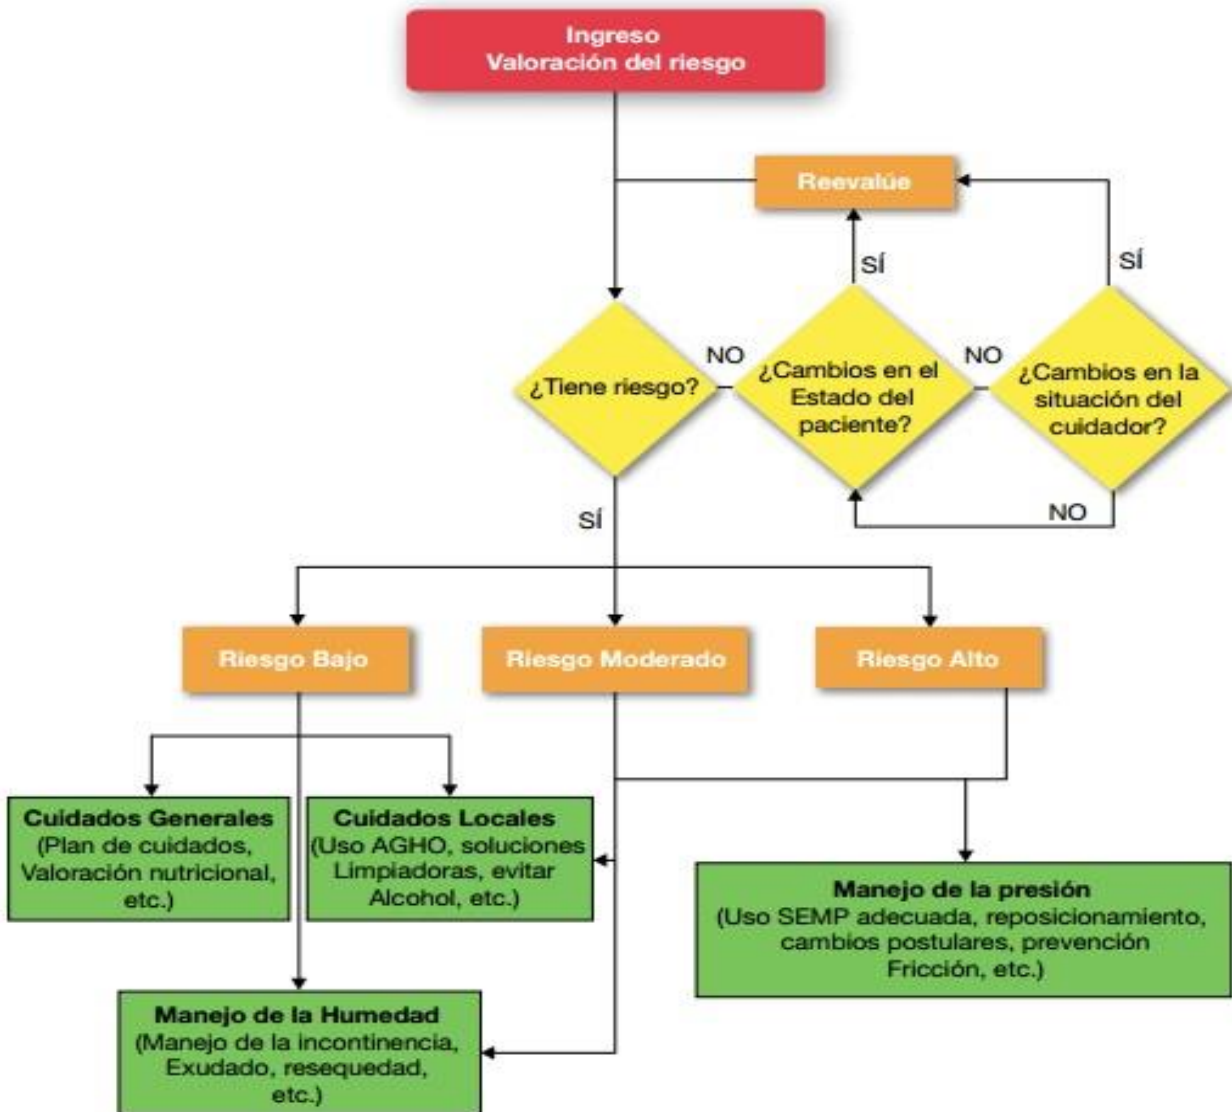 Ingreso
Valoración del riesgo
Reevalúe
SÍ
SÍ
¿Tiene riesgo?
NO
¿Cambios en el
Estado del
paciente?
NO
¿Cambios en la
situación del
cuidador?
SÍ
NO
Riesgo Bajo
Riesgo Moderado
Riesgo Alto
Cuidados Generales
(Plan de cuidados,
Valoración nutricional,
etc.)
Cuidados Locales
(Uso AGHO, soluciones
Limpiadoras, evitar
Alcohol, etc.)
Manejo de la presión
(Uso SEMP adecuada, reposicionamiento,
cambios postulares, prevención
Fricción, etc.)
Manejo de la Humedad
(Manejo de la incontinencia,
Exudado, resequedad,
etc.)